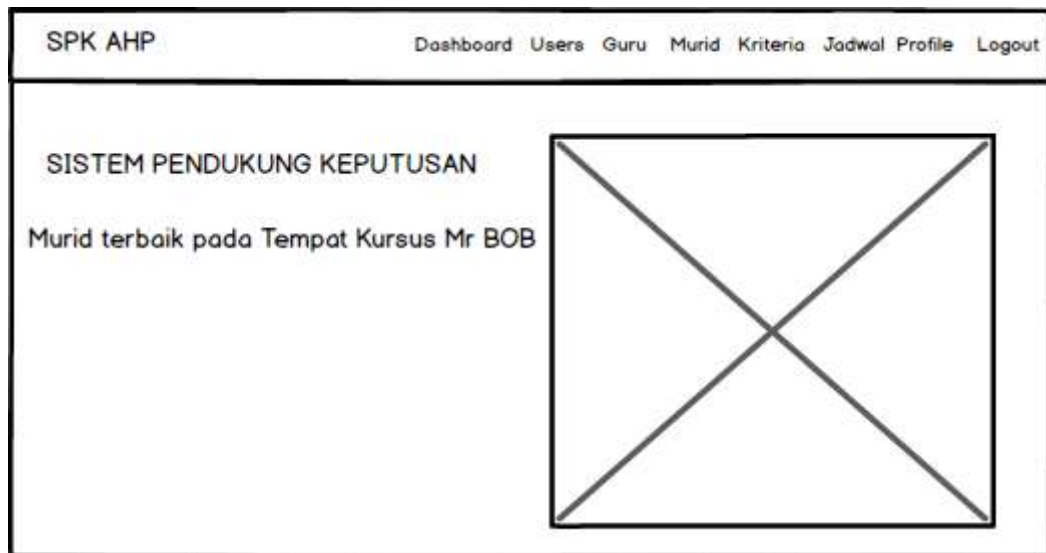 SPK AHP
Dashboard Users Guru Murid Kriteria Jadwal Profile Logout
SISTEM PENDUKUNG KEPUTUSAN
Murid terbaik pada Tempat Kursus Mr BOB